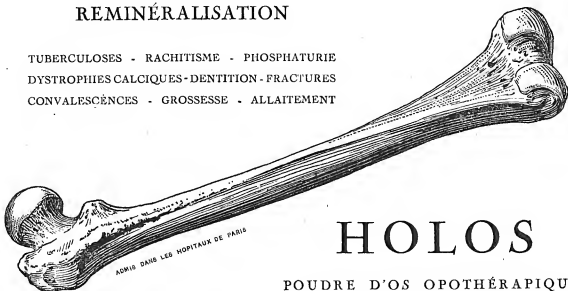 REMINÉRALISATION
TUBERCULOSES - RACHITISME - PHOSPHATURIE
DYSTROPHIES CALCIQUES - DENTITION - FRACTURES
CONVALESCENCES - GROSSESSE - ALLAITEMENT
ADMIS DANS LES HOPITAUX DE PARIS
HOLOS
POUDRE D'OS OPOTHÉRAPIQU